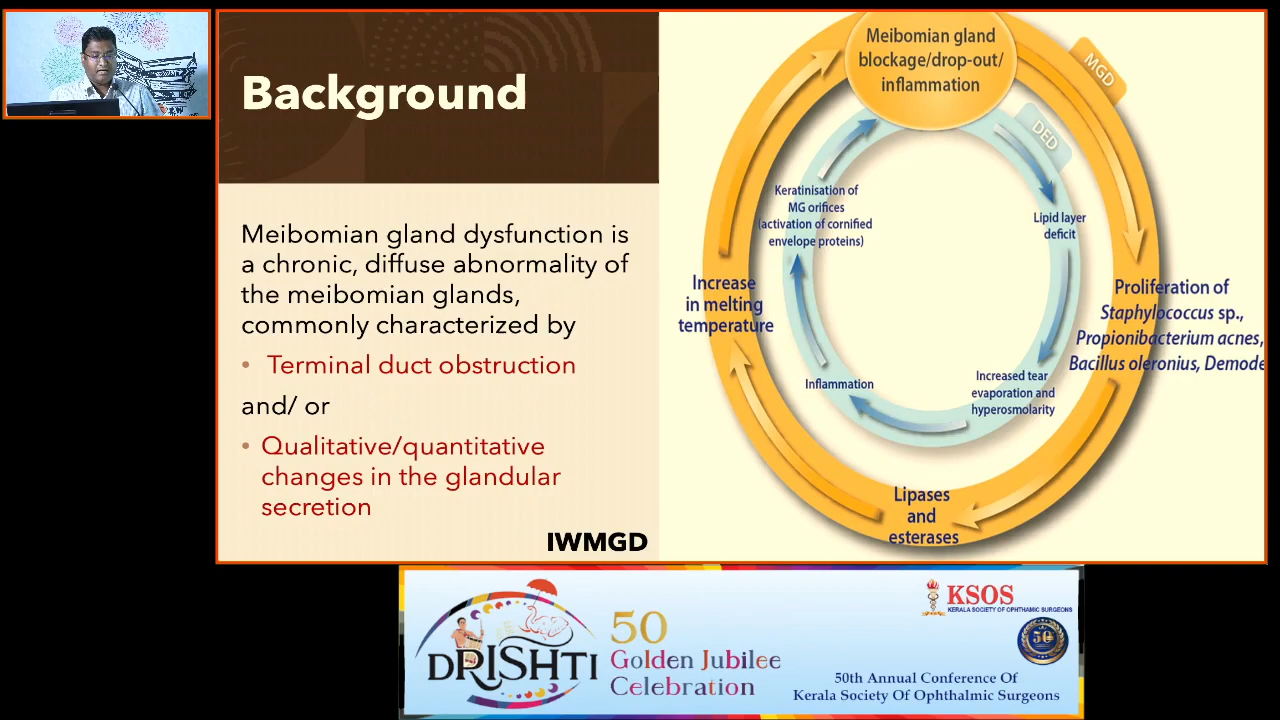 Background
Meibomian gland dysfunction is
a chronic, diffuse abnormality of
the meibomian glands,
commonly characterized by
• Terminal duct obstruction
and/ or
• Qualitative/quantitative
changes in the glandular
secretion
IWMGD
Meibomian gland
blockage/drop-out/
inflammation
MGD
DED
Keratinisation of
MG orifices
(activation of cornified
envelope proteins)
Lipid layer
deficit
Increase
in melting
temperature
Proliferation of
Staphylococcus sp.,
Propionibacterium acnes,
Bacillus oleronius, Demode
Inflammation
Increased tear
evaporation and
hyperosmolarity
Lipases
and
esterases
DRISHTI
50
Golden Jubilee
Celebration
KSOS
KERALA SOCIETY OF OPHTHAMIC SURGEONS
50
50th Annual Conference Of
Kerala Society Of Ophthalmic Surgeons